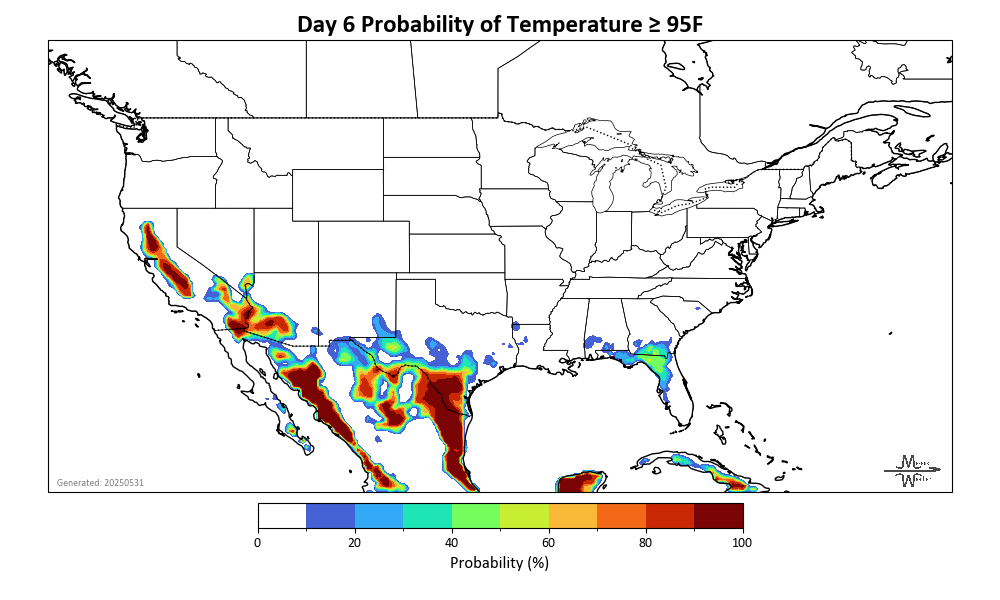 Day 6 Probability of Temperature ≥ 95F
Generated: 20250531
0 20 40 60 80 100
Probability (%)